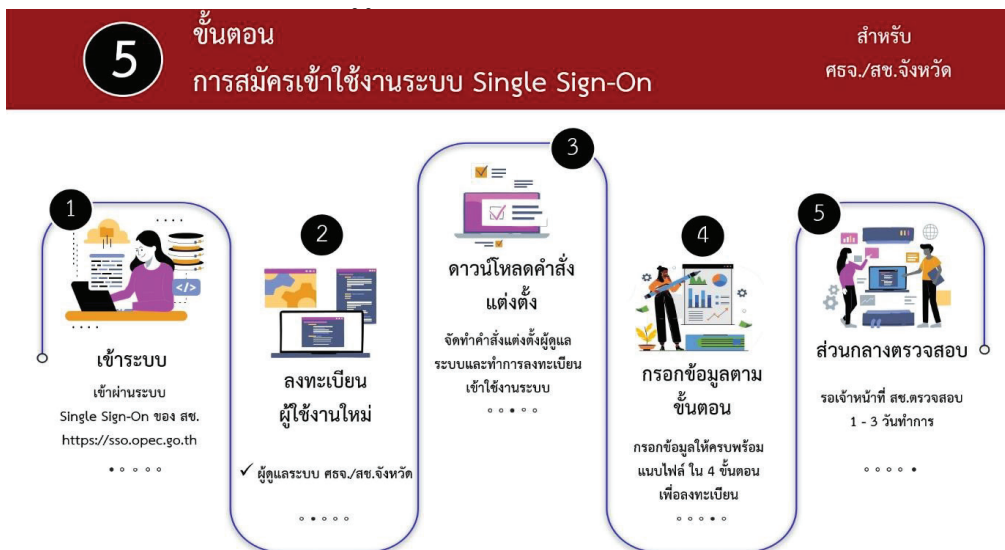 5
ขั้นตอน
การสมัครเข้าใช้งานระบบ Single Sign-On
สำหรับ
ศธจ./สช.จังหวัด
1
เข้าระบบ
เข้าผ่านระบบ
Single Sign-On ของ สช.
https://sso.opec.go.th
2
ลงทะเบียน
ผู้ใช้งานใหม่
✓ ผู้ดูแลระบบ ศธจ./สช.จังหวัด
3
ดาวน์โหลดคำสั่ง
แต่งตั้ง
จัดทำคำสั่งแต่งตั้งผู้ดูแล
ระบบและทำการลงทะเบียน
เข้าใช้งานระบบ
4
กรอกข้อมูลตาม
ขั้นตอน
กรอกข้อมูลให้ครบพร้อม
แนบไฟล์ ใน 4 ขั้นตอน
เพื่อลงทะเบียน
5
ส่วนกลางตรวจสอบ
รอเจ้าหน้าที่ สช.ตรวจสอบ
1 - 3 วันทำการ